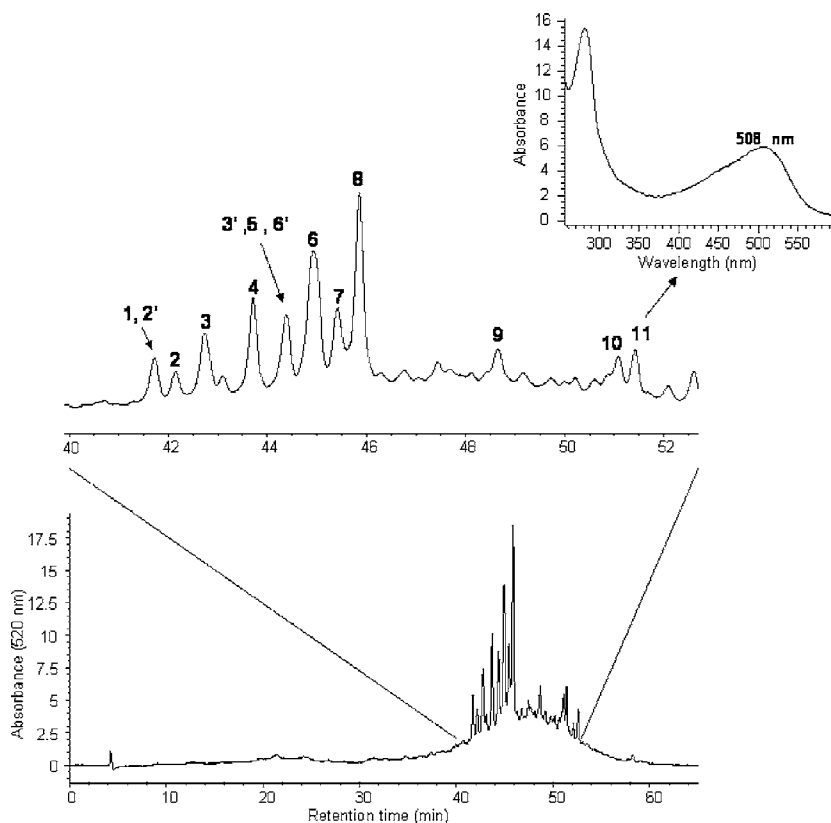 16
14
12
10
8
6
4
2
0
Absorbance
508 nm
300 350 400 450 500 550
Wavelength (nm)
8
3' ,5 , 6'
6
4
7
1, 2'
3
2
9
10 11
40 42 44 46 48 50 52
17.5
15
12.5
10
7.5
5
2.5
0
Absorbance (520 nm)
0 10 20 30 40 50 60
Retention time (min)